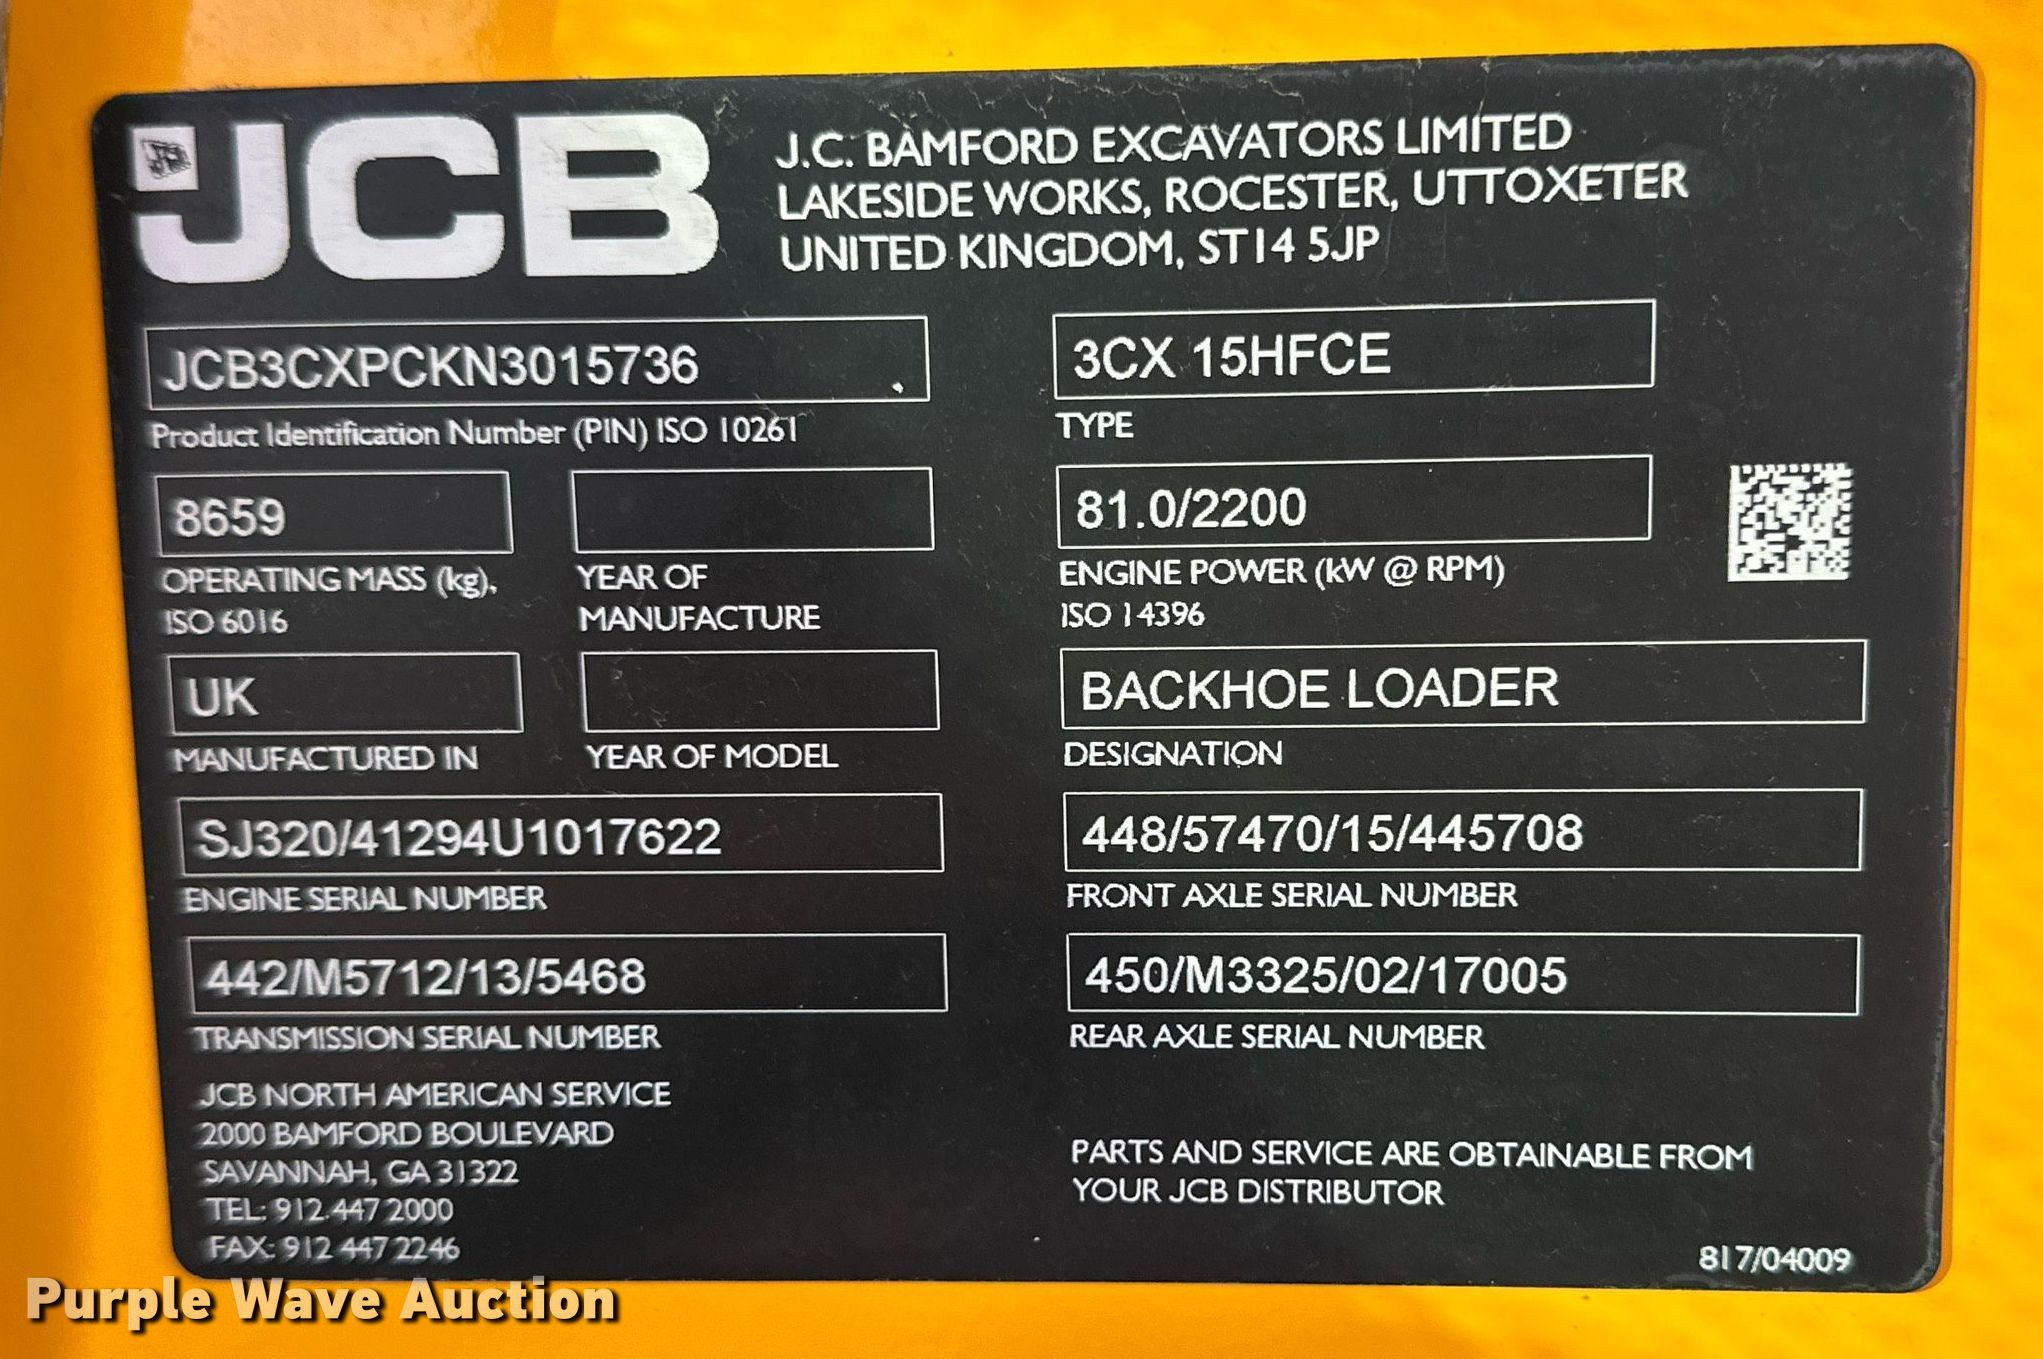 JCB
J.C. BAMFORD EXCAVATORS LIMITED
LAKESIDE WORKS, ROCESTER, UTTOXETER
UNITED KINGDOM, ST14 5JP
JCB3CXPCKN3015736
Product Identification Number (PIN) ISO 10261
3CX 15HFCE
TYPE
8659
OPERATING MASS (kg),
ISO 6016
YEAR OF
MANUFACTURE
81.0/2200
ENGINE POWER (kW @ RPM)
ISO 14396
UK
MANUFACTURED IN
YEAR OF MODEL
BACKHOE LOADER
DESIGNATION
SJ320/41294U1017622
ENGINE SERIAL NUMBER
448/57470/15/445708
FRONT AXLE SERIAL NUMBER
442/M5712/13/5468
TRANSMISSION SERIAL NUMBER
450/M3325/02/17005
REAR AXLE SERIAL NUMBER
JCB NORTH AMERICAN SERVICE
2000 BAMFORD BOULEVARD
SAVANNAH, GA 31322
TEL: 912 447 2000
FAX: 912 447 2246
PARTS AND SERVICE ARE OBTAINABLE FROM
YOUR JCB DISTRIBUTOR
817/04009
Purple Wave Auction